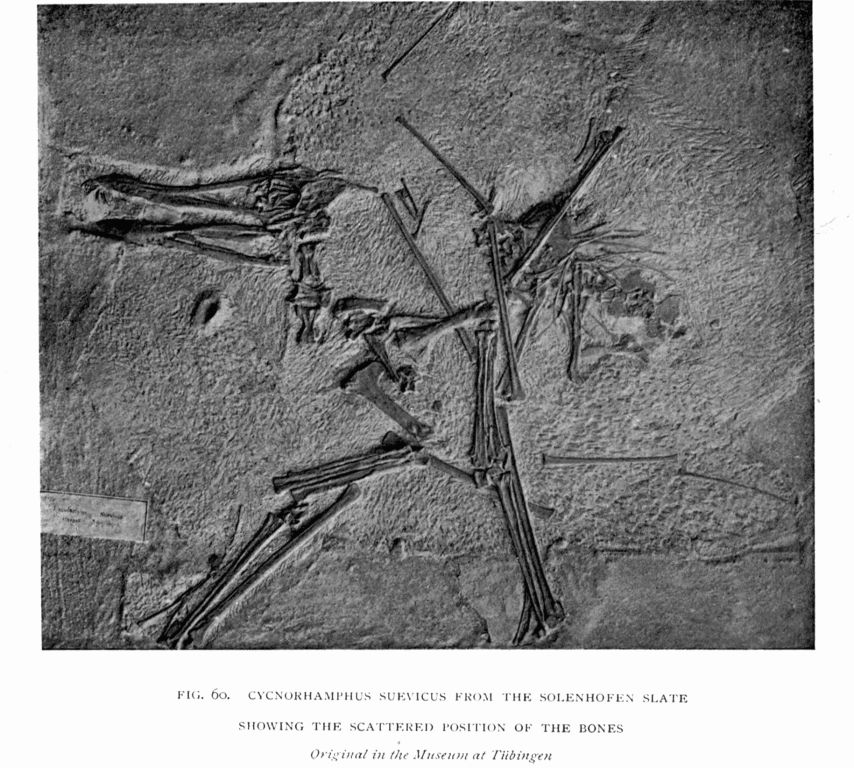 FIG. 60. CYCNORHAMPHUS SUEVICUS FROM THE SOLENHOFEN SLATE
SHOWING THE SCATTERED POSITION OF THE BONES
Original in the Museum at Tübingen